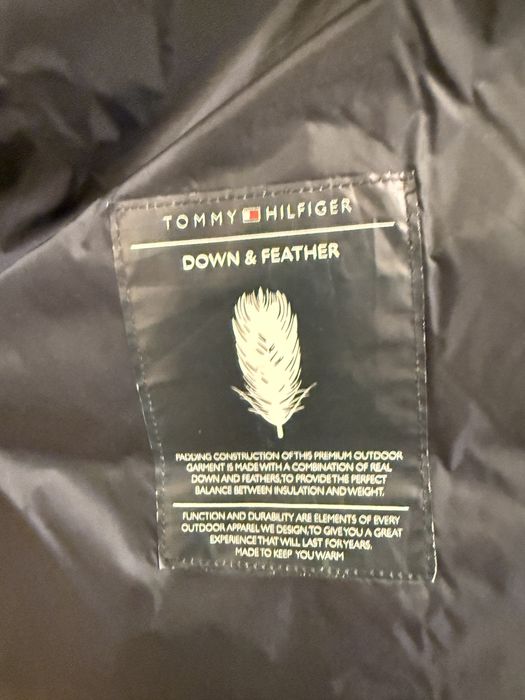 TOMMY HILFIGER
DOWN & FEATHER
PADDING CONSTRUCTION OF THIS PREMIUM OUTDOOR
GARMENT IS MADE WITH A COMBINATION OF REAL
DOWN AND FEATHERS, TO PROVIDE THE PERFECT
BALANCE BETWEEN INSULATION AND WEIGHT.
FUNCTION AND DURABILITY ARE ELEMENTS OF EVERY
OUTDOOR APPAREL WE DESIGN, TO GIVE YOU A GREAT
EXPERIENCE THAT WILL LAST FOR YEARS.
MADE TO KEEP YOU WARM